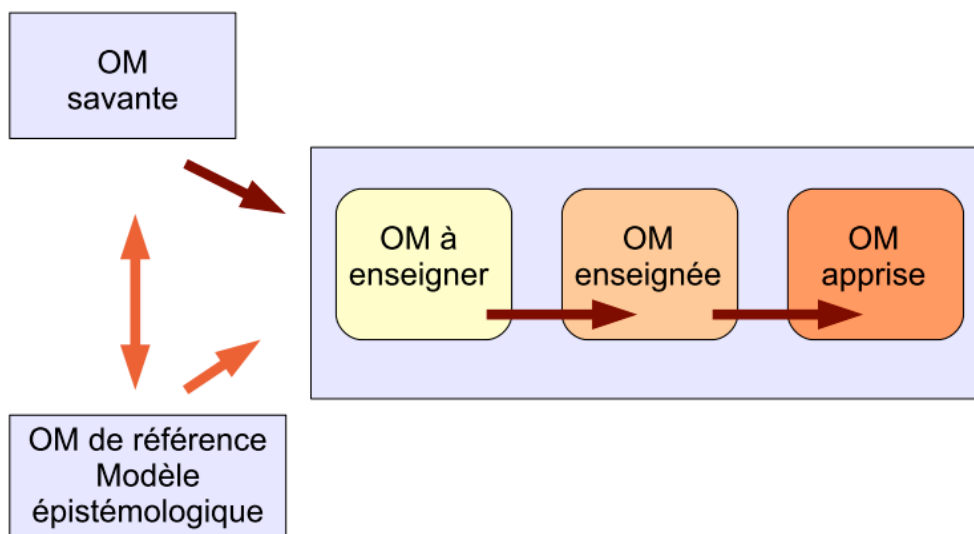 OM
savante
OM à
enseigner
OM
enseignée
OM
apprise
OM de référence
Modèle
épistémologique